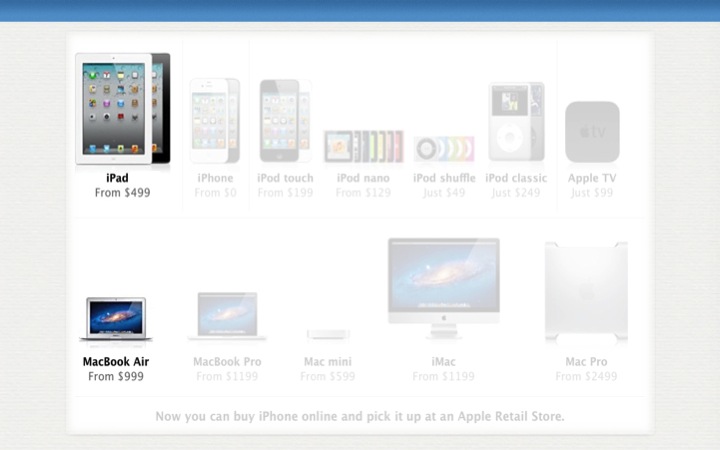 iPad
From $499
iPhone
From $0
iPod touch
From $199
iPod nano
From $129
iPod shuffle
Just $49
iPod classic
Just $249
tv
Apple TV
Just $99
MacBook Air
From $999
MacBook Pro
From $1199
Mac mini
From $599
iMac
From $1199
Mac Pro
From $2499
Now you can buy iPhone online and pick it up at an Apple Retail Store.